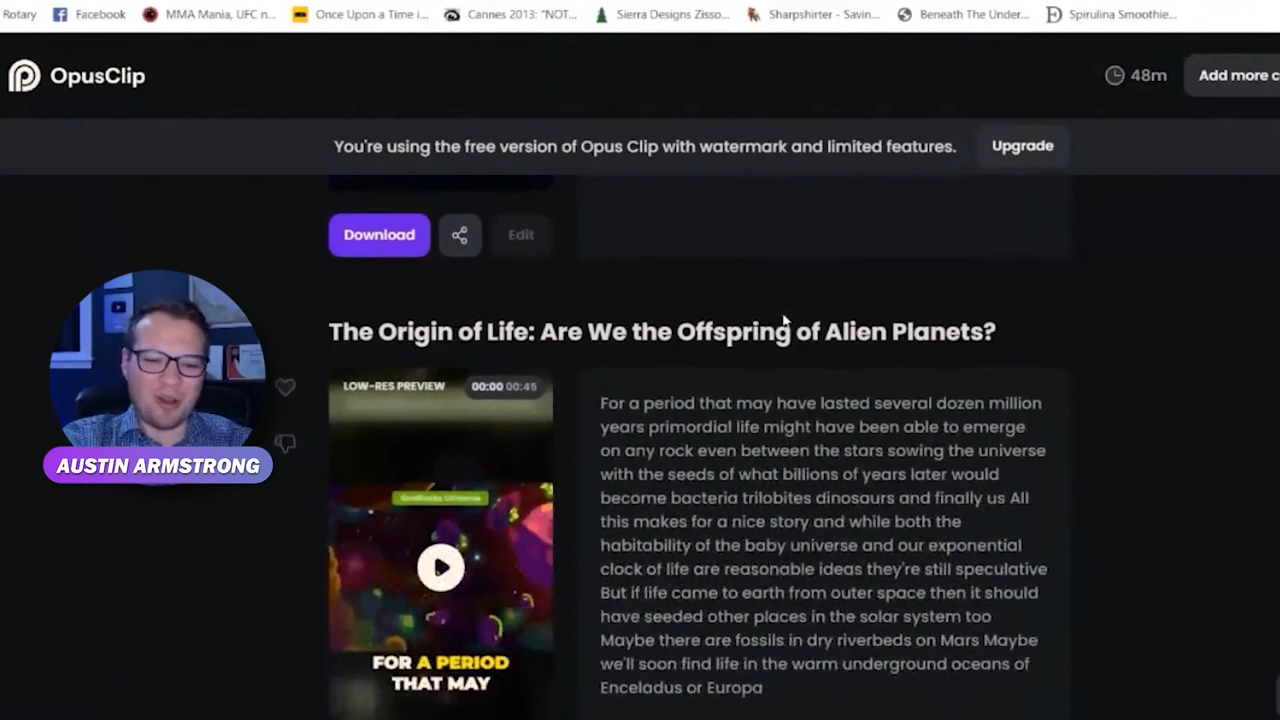 Rotary
Facebook
MMA Mania, UFC n...
Once Upon a Time i...
Cannes 2013: “NOT...
Sierra Designs Zisso...
Sharpshirter - Savin...
Beneath The Under...
Spirulina Smoothie...
OpusClip
48m
Add more c
You're using the free version of Opus Clip with watermark and limited features.
Upgrade
Download
Edit
The Origin of Life: Are We the Offspring of Alien Planets?
AUSTIN ARMSTRONG
LOW-RES PREVIEW
00:00 00:45
Goldilocks Universe
FOR A PERIOD
THAT MAY
For a period that may have lasted several dozen million
years primordial life might have been able to emerge
on any rock even between the stars sowing the universe
with the seeds of what billions of years later would
become bacteria trilobites dinosaurs and finally us All
this makes for a nice story and while both the
habitability of the baby universe and our exponential
clock of life are reasonable ideas they're still speculative
But if life came to earth from outer space then it should
have seeded other places in the solar system too
Maybe there are fossils in dry riverbeds on Mars Maybe
we'll soon find life in the warm underground oceans of
Enceladus or Europa